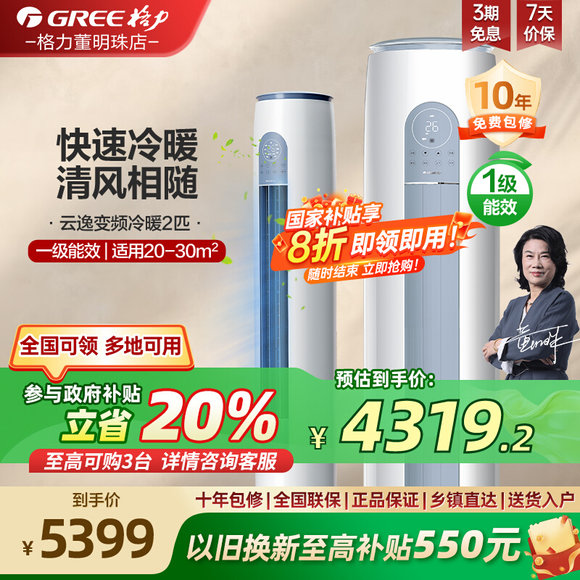 GREE格力
格力董明珠店
3期
免息
7天
价保
10年
免费包修
快速冷暖
清风相随
云逸变频冷暖2匹
一级能效|适用20-30m²
26
1级
能效
国家补贴享
8折即领即用!
随时结束 立即抢购!
全国可领 多地可用
参与政府补贴
立省20%
至高可购3台 详情咨询客服
预估到手价:
¥4319.2
到手价
¥5399
十年包修|全国联保|正品保证|乡镇直达|送货入户
以旧换新至高补贴550元